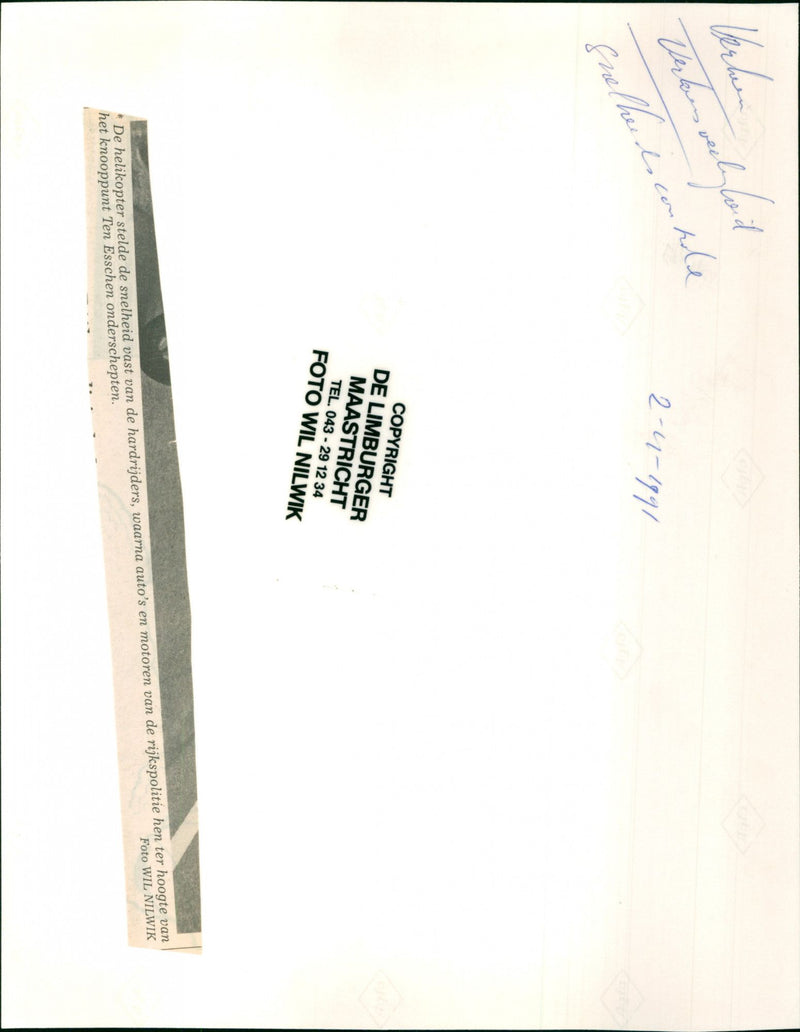 Verkeer
Verkeersveiligheid
Snelheidscontrole
2-4-1991
COPYRIGHT
DE LIMBURGER
MAASTRICHT
TEL. 043 - 29 12 34
FOTO WIL NILWIK
* De helikopter stelde de snelheid vast van de hardrijders, waarna auto's en motoren van de rijkspolitie hen ter hoogte van
het knooppunt Ten Esschen onderschepten.
Foto WIL NILWIK